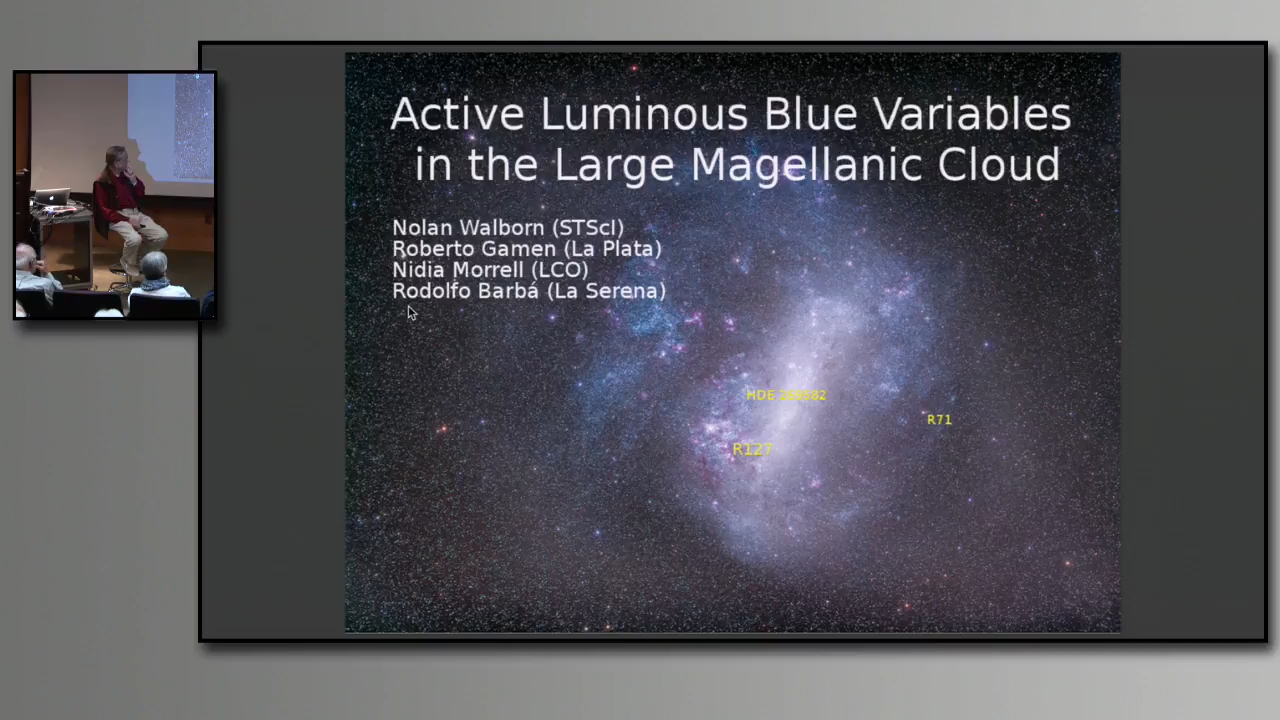 Active Luminous Blue Variables
in the Large Magellanic Cloud
Nolan Walborn (STScI)
Roberto Gamen (La Plata)
Nidia Morrell (LCO)
Rodolfo Barbá (La Serena)
HDE
R71
R127